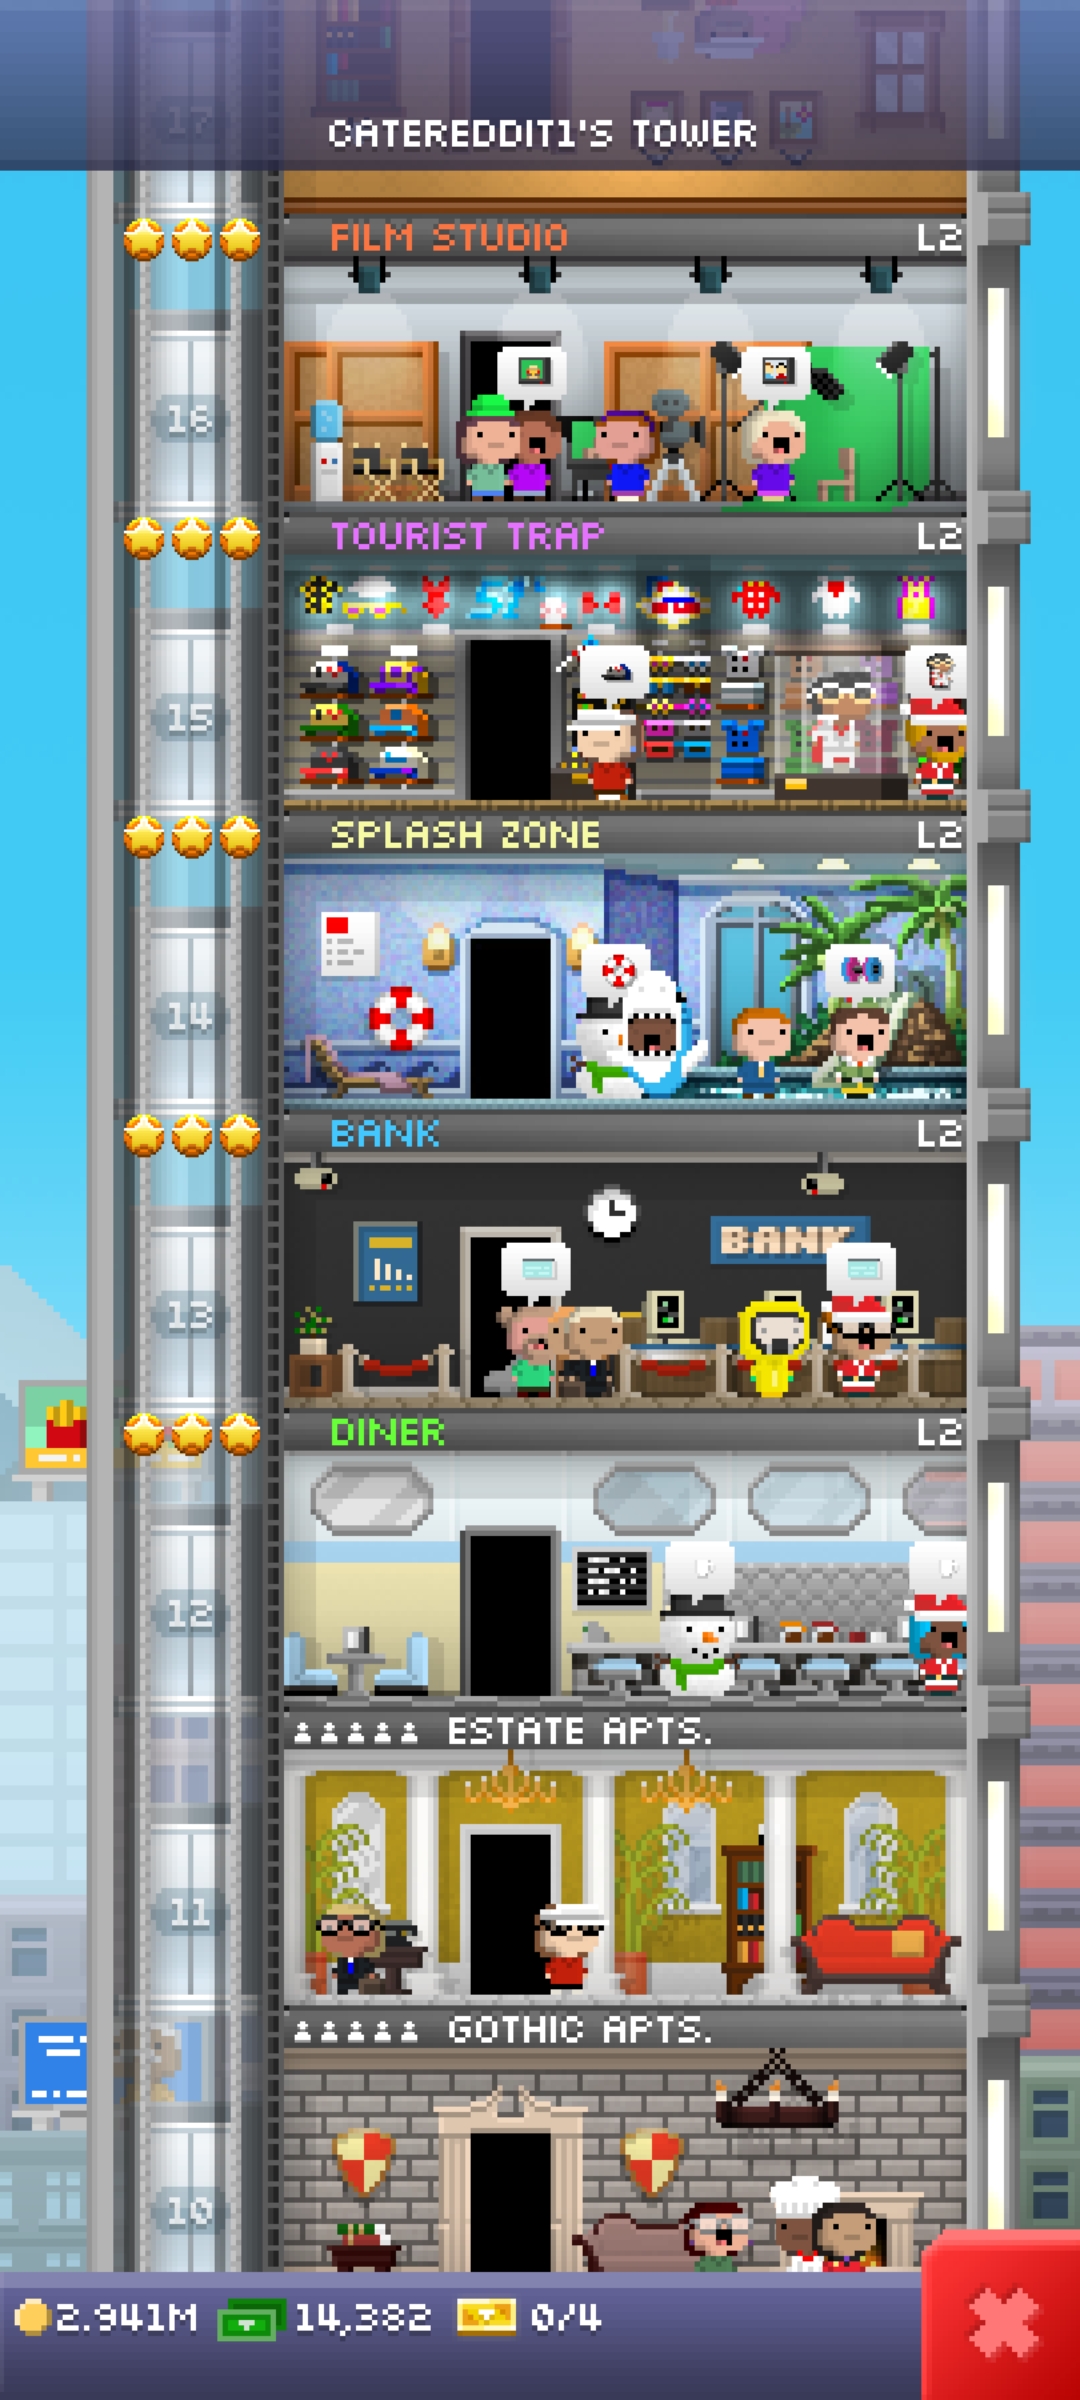 17
CATEREDDIT1'S TOWER
FILM STUDIO L2
16
TOURIST TRAP L2
15
SPLASH ZONE L2
14
BANK L2
BANK
13
DINER L2
12
ESTATE APTS.
11
GOTHIC APTS.
10
2.941M 14,382 0/4